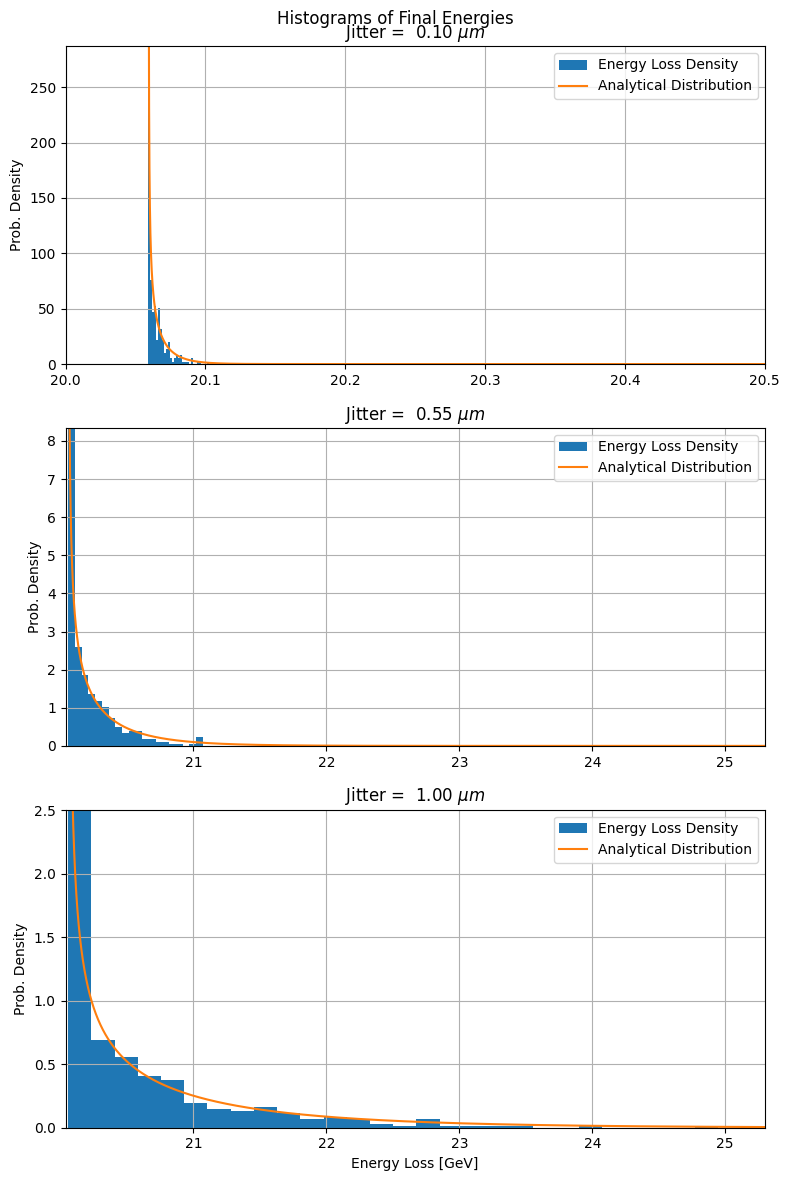 Histograms of Final Energies
Jitter =  0.10 μm
Energy Loss Density
Analytical Distribution
250
200
150
100
50
0
Prob. Density
20.0 20.1 20.2 20.3 20.4 20.5
Jitter =  0.55 μm
Energy Loss Density
Analytical Distribution
8
7
6
5
4
3
2
1
0
Prob. Density
21 22 23 24 25
Jitter =  1.00 μm
Energy Loss Density
Analytical Distribution
2.5
2.0
1.5
1.0
0.5
0.0
Prob. Density
21 22 23 24 25
Energy Loss [GeV]